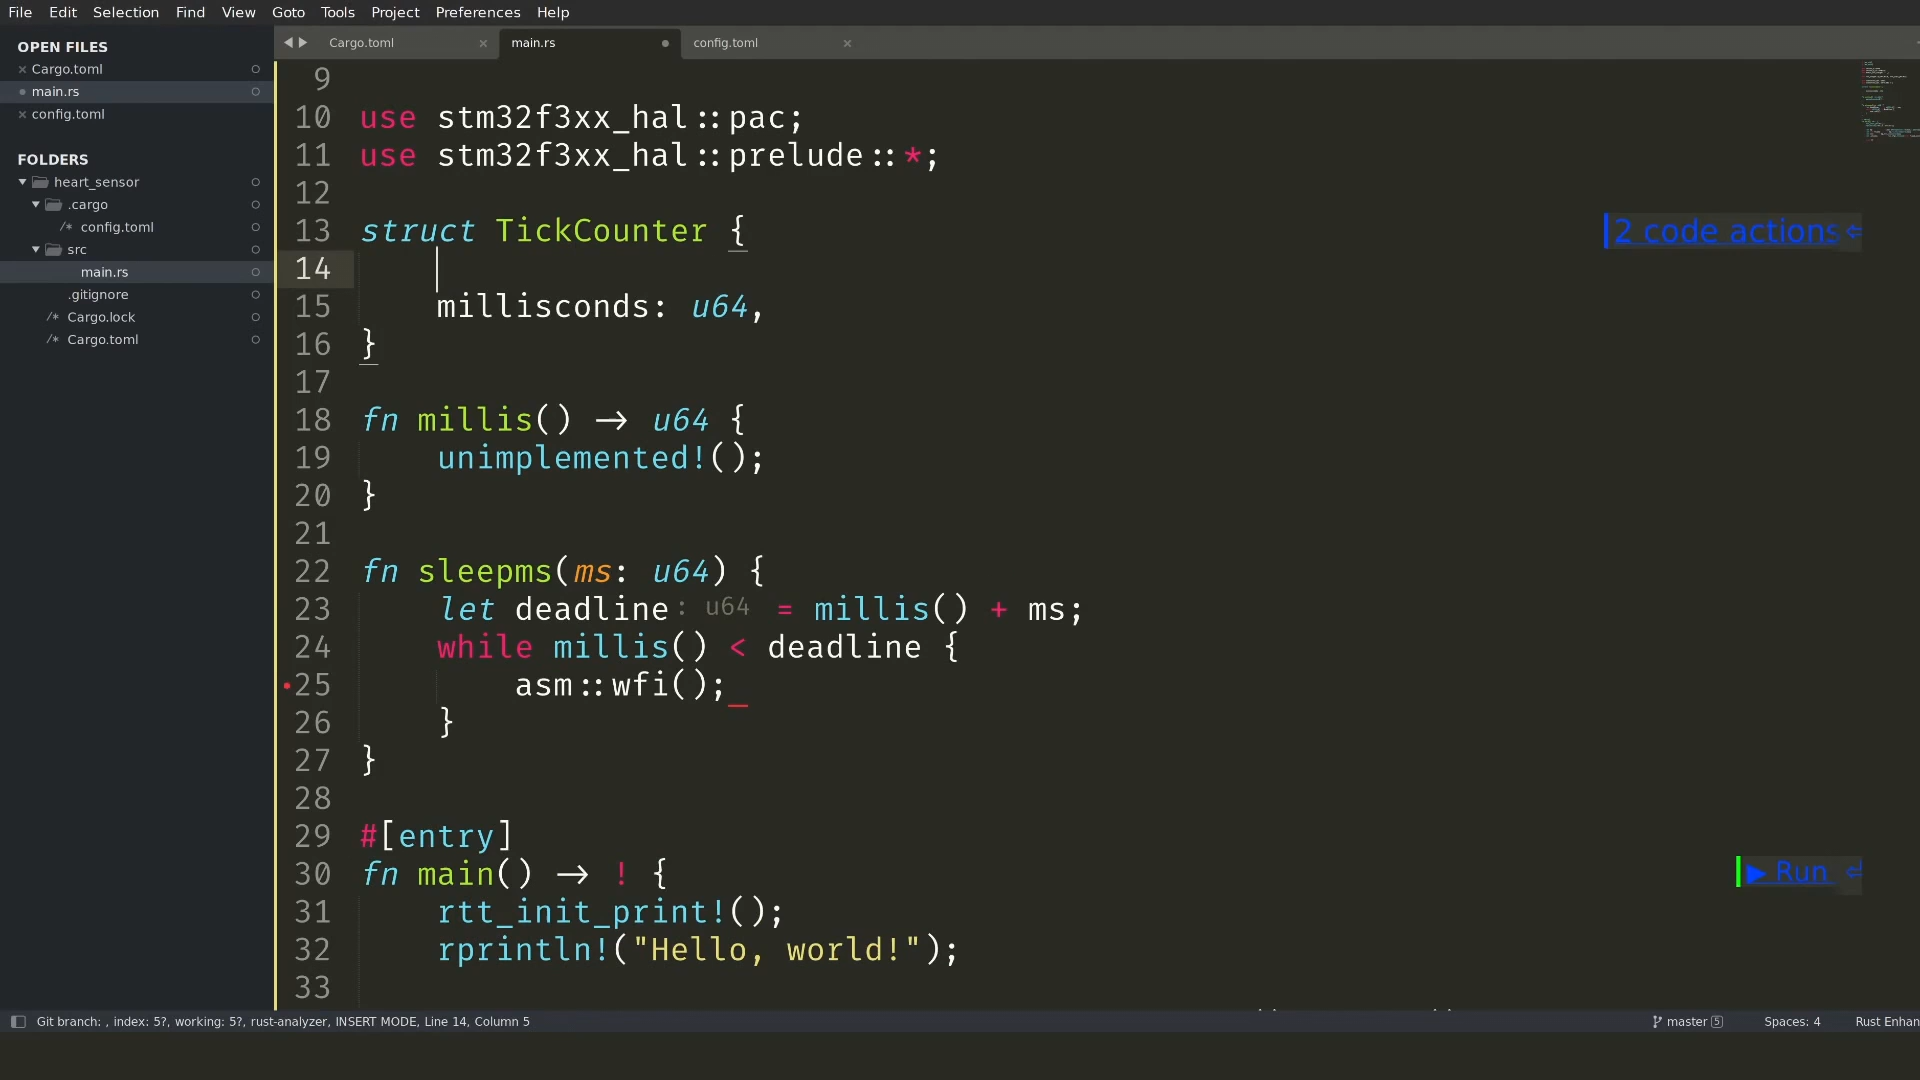 File Edit Selection Find View Goto Tools Project Preferences Help
OPEN FILES
Cargo.toml
main.rs
config.toml
FOLDERS
heart_sensor
.cargo
/* config.toml
src
main.rs
.gitignore
/* Cargo.lock
/* Cargo.toml
Cargo.toml main.rs config.toml
9
10 use stm32f3xx_hal::pac;
11 use stm32f3xx_hal::prelude::*;
12
13 struct TickCounter {
2 code actions
14
15 millisconds: u64,
16 }
17
18 fn millis() → u64 {
19 unimplemented!();
20 }
21
22 fn sleepms(ms: u64) {
23 let deadline: u64 = millis() + ms;
24 while millis() < deadline {
25 asm::wfi();
26 }
27 }
28
29 #[entry]
30 fn main() → ! {
▶ Run
31 rtt_init_print!();
32 rprintln!("Hello, world!");
33
Git branch: , index: 5?, working: 5?, rust-analyzer, INSERT MODE, Line 14, Column 5 master 5 Spaces: 4 Rust Enhan